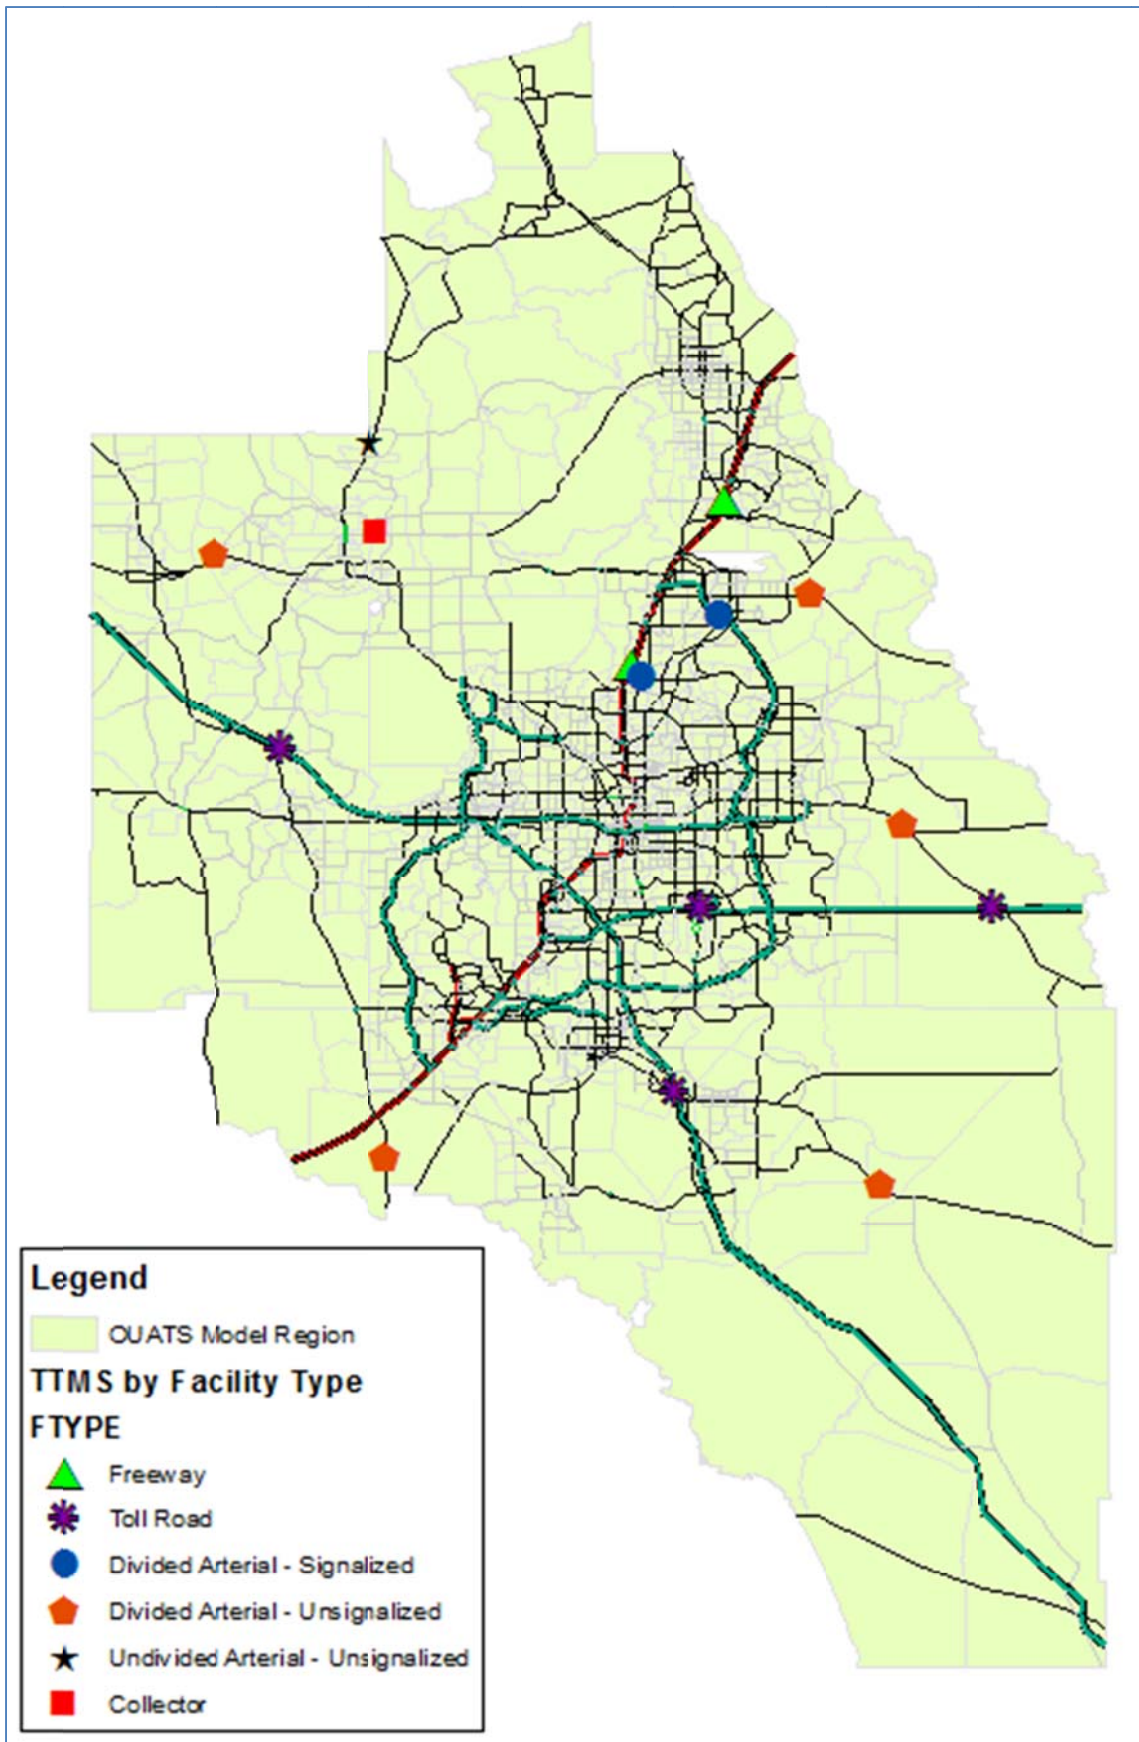 Legend
OUATS Model Region
TTMS by Facility Type
FTYPE
Freeway
Toll Road
Divided Arterial - Signalized
Divided Arterial - Unsignalized
Undivided Arterial - Unsignalized
Collector